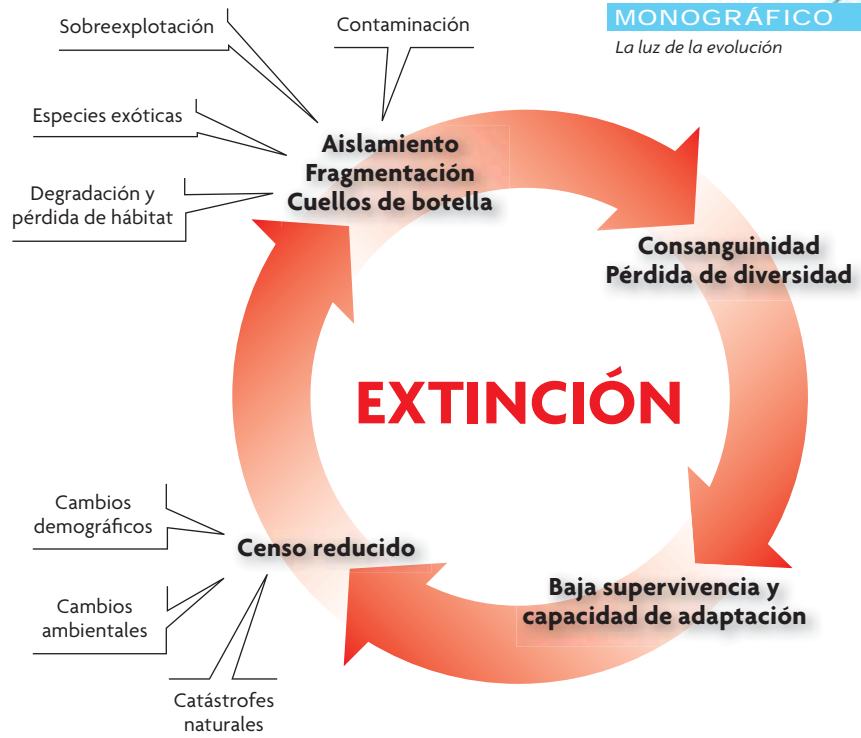 MONOGRÁFICO
La luz de la evolución
Sobreexplotación
Contaminación
Especies exóticas
Degradación y
pérdida de hábitat
Aislamiento
Fragmentación
Cuellos de botella
Consanguinidad
Pérdida de diversidad
EXTINCIÓN
Cambios
demográficos
Censo reducido
Cambios
ambientales
Catástrofes
naturales
Baja supervivencia y
capacidad de adaptación